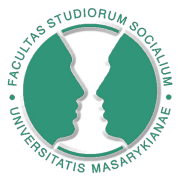 FACULTAS STUDIORUM SOCIALIUM
UNIVERSITATIS MASARYKIANAE